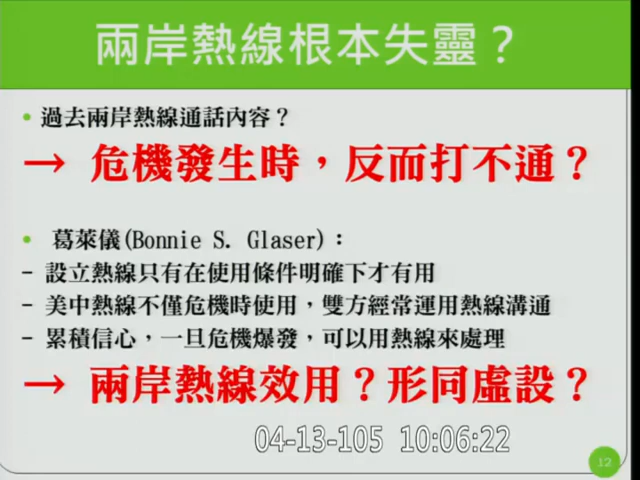 兩岸熱線根本失靈？
• 過去兩岸熱線通話內容？
→ 危機發生時，反而打不通？
• 葛萊儀(Bonnie S. Glaser)：
- 設立熱線只有在使用條件明確下才有用
- 美中熱線不僅危機時使用，雙方經常運用熱線溝通
- 累積信心，一旦危機爆發，可以用熱線來處理
→ 兩岸熱線效用？形同虛設？
04-13-105 10:06:22
12